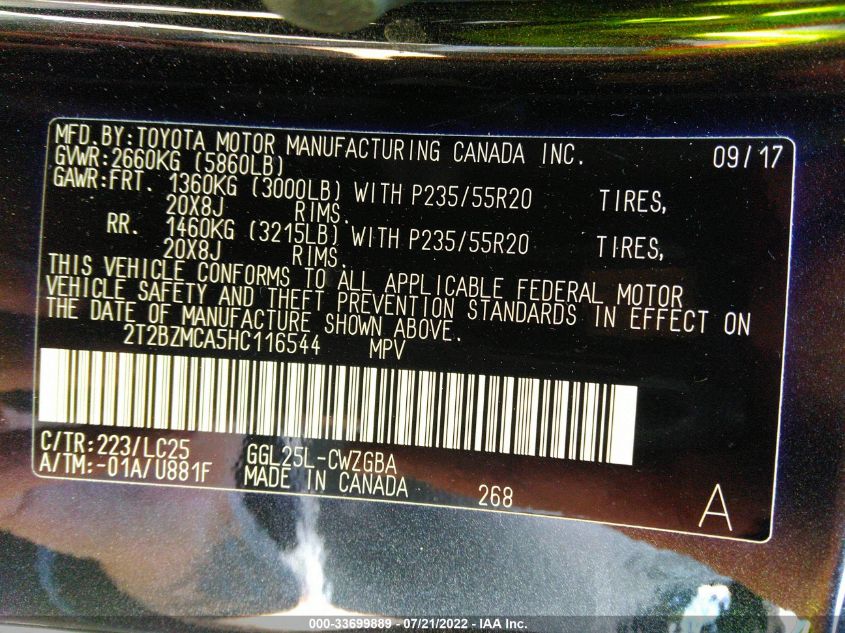 MFD. BY: TOYOTA MOTOR MANUFACTURING CANADA INC. 09/17
GVWR: 2660KG (5860LB)
GAWR: FRT. 1360KG (3000LB) WITH P235/55R20 TIRES,
20X8J RIMS.
RR. 1460KG (3215LB) WITH P235/55R20 TIRES,
20X8J RIMS.
THIS VEHICLE CONFORMS TO ALL APPLICABLE FEDERAL MOTOR
VEHICLE SAFETY AND THEFT PREVENTION STANDARDS IN EFFECT ON
THE DATE OF MANUFACTURE SHOWN ABOVE.
2T2BZMCA5HC116544 MPV
C/TR: 223/LC25 GGL25L-CWZGBA
A/TM: -01A/U881F MADE IN CANADA 268 A
000-33699889 - 07/21/2022 - IAA Inc.